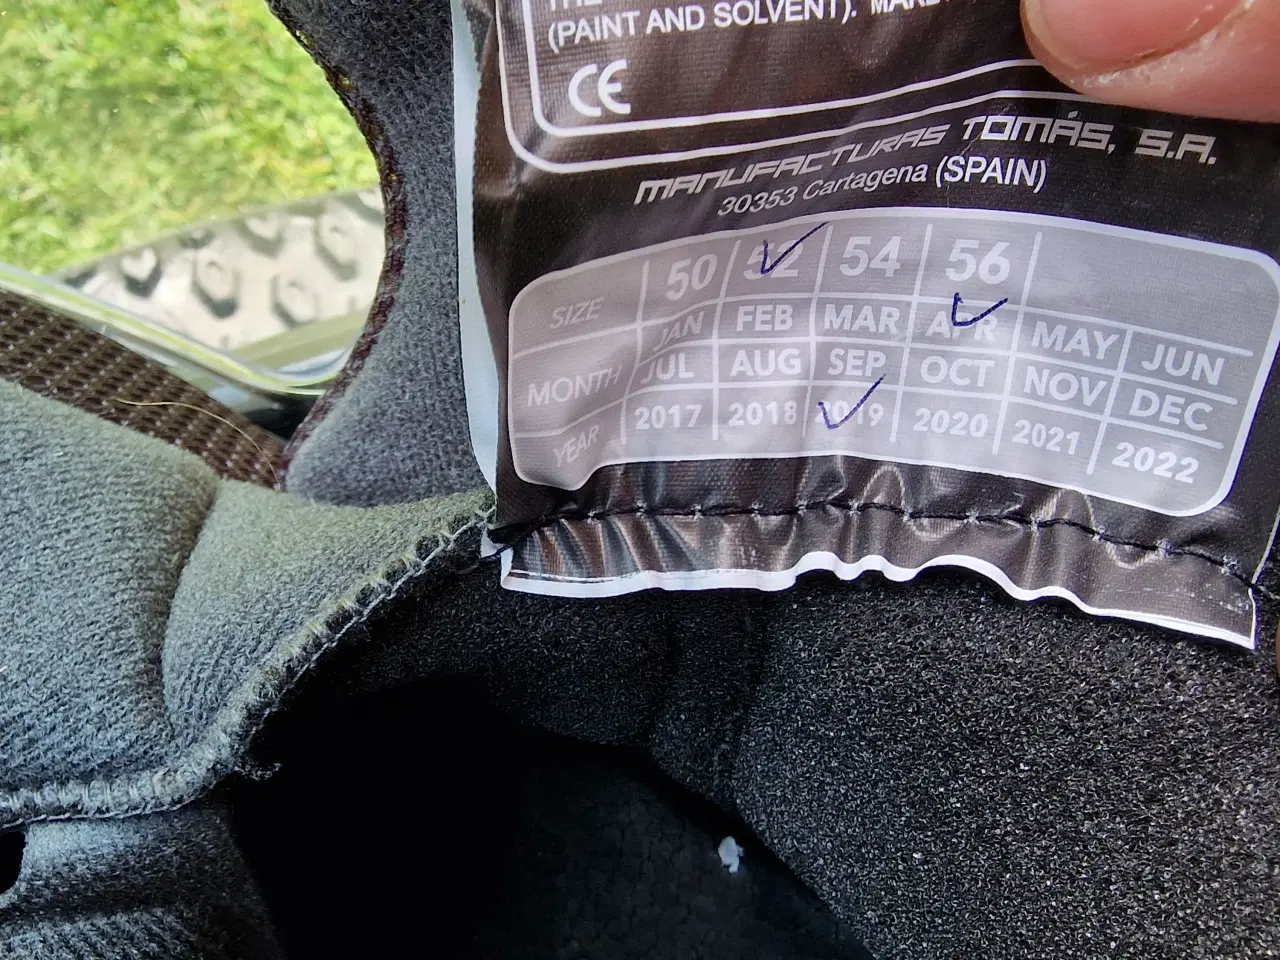 (PAINT AND SOLVENT). MAKE
CE
MANUFACTURAS TOMÁS, S.A.
30353 Cartagena (SPAIN)
SIZE 50 52 54 56
MONTH JAN FEB MAR APR MAY JUN
JUL AUG SEP OCT NOV DEC
YEAR 2017 2018 2019 2020 2021 2022